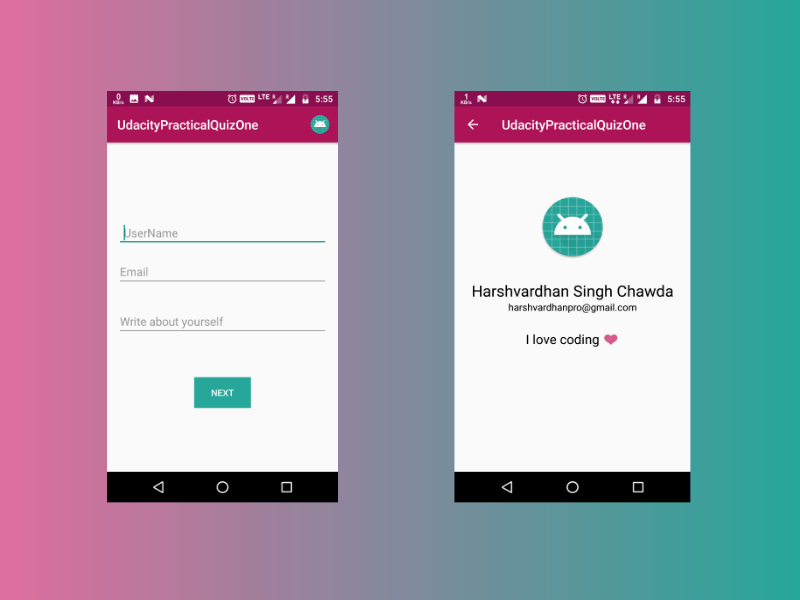 0
KB/s
VOLTE
LTE
R
R
5:55
UdacityPracticalQuizOne
UserName
Email
Write about yourself
NEXT
1
KB/s
VOLTE
LTE
R
R
5:55
UdacityPracticalQuizOne
Harshvardhan Singh Chawda
harshvardhanpro@gmail.com
I love coding ❤